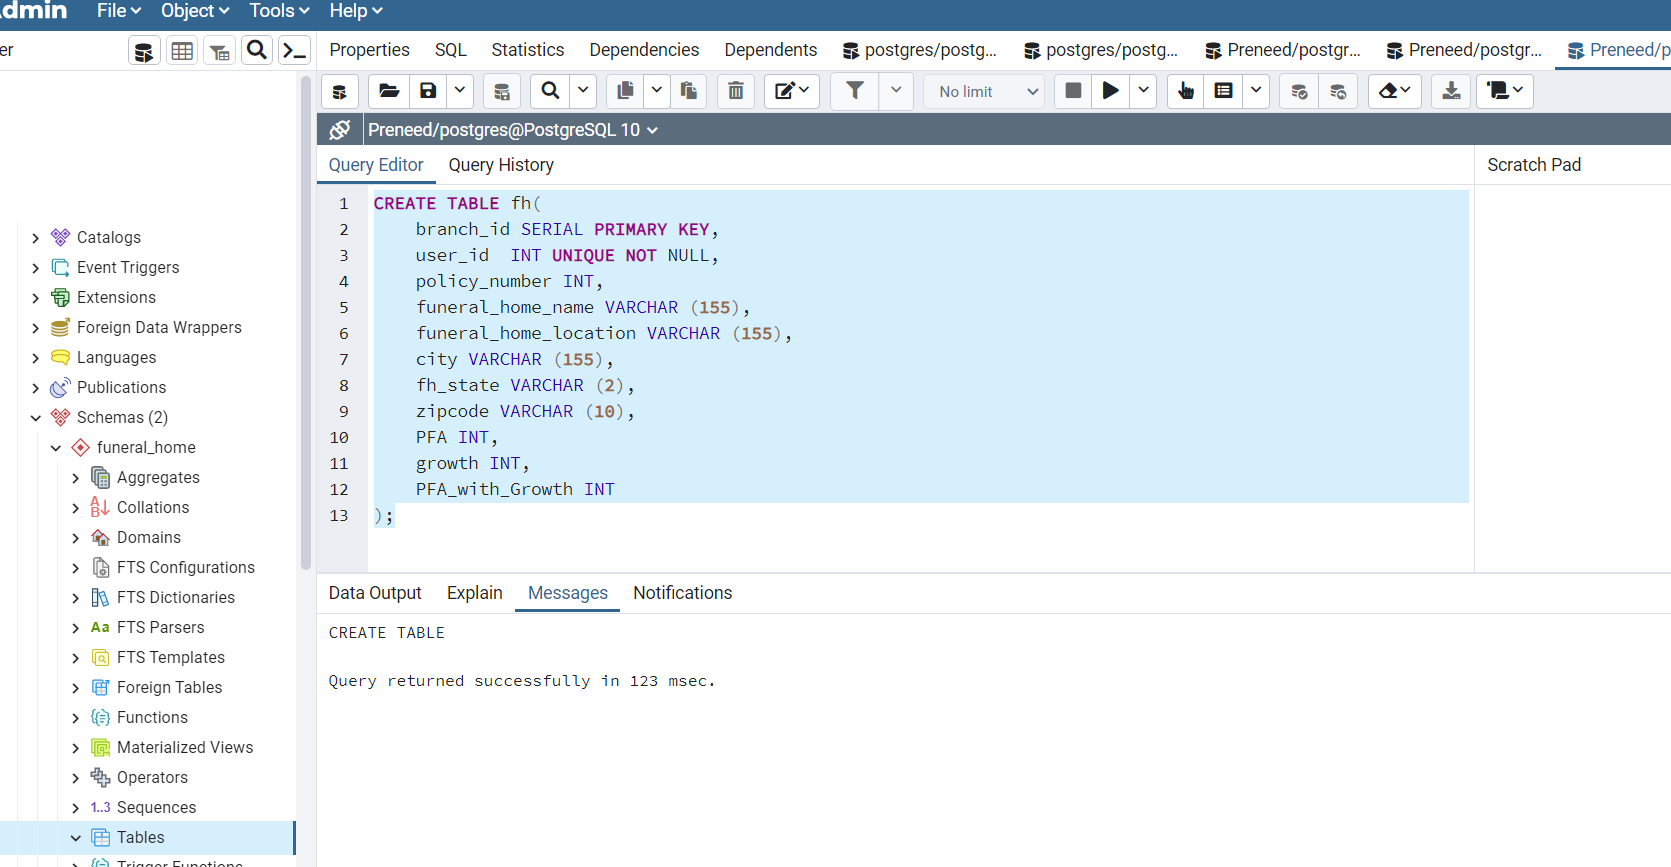 dmin File Object Tools Help
er
Properties SQL Statistics Dependencies Dependents postgres/postg... postgres/postg... Preneed/postgr... Preneed/postgr... Preneed/p
No limit
Preneed/postgres@PostgreSQL 10
Query Editor Query History
Scratch Pad
1 CREATE TABLE fh(
2 branch_id SERIAL PRIMARY KEY,
3 user_id  INT UNIQUE NOT NULL,
4 policy_number INT,
5 funeral_home_name VARCHAR (155),
6 funeral_home_location VARCHAR (155),
7 city VARCHAR (155),
8 fh_state VARCHAR (2),
9 zipcode VARCHAR (10),
10 PFA INT,
11 growth INT,
12 PFA_with_Growth INT
13 );
Data Output Explain Messages Notifications
CREATE TABLE
Query returned successfully in 123 msec.
Catalogs
Event Triggers
Extensions
Foreign Data Wrappers
Languages
Publications
Schemas (2)
funeral_home
Aggregates
Collations
Domains
FTS Configurations
FTS Dictionaries
Aa FTS Parsers
FTS Templates
Foreign Tables
Functions
Materialized Views
Operators
1..3 Sequences
Tables
Trigger Functions